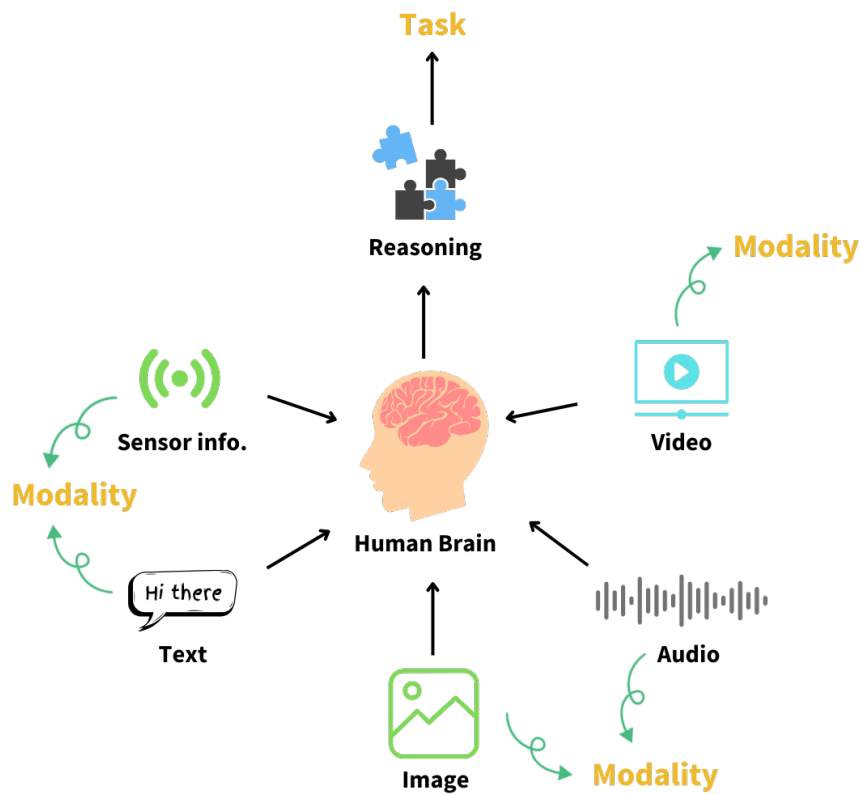 Task
Reasoning
Modality
Sensor info.
Video
Modality
Human Brain
Hi there
Text
Audio
Image
Modality